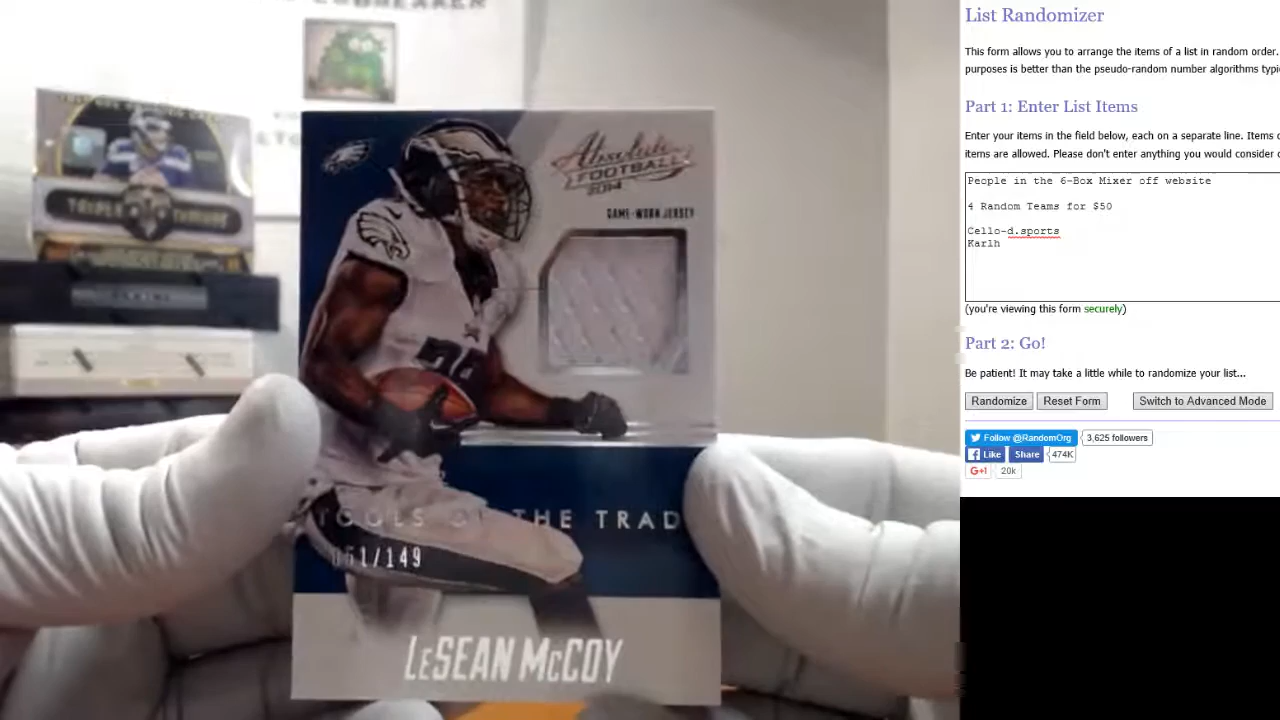 Absolute
FOOTBALL
2014
GAME-WORN JERSEY
TOOLS OF THE TRAD
051/149
LeSEAN McCOY
PANINI
List Randomizer
This form allows you to arrange the items of a list in random order.
purposes is better than the pseudo-random number algorithms typic
Part 1: Enter List Items
Enter your items in the field below, each on a separate line. Items c
items are allowed. Please don't enter anything you would consider c
People in the 6-Box Mixer off website
4 Random Teams for $50
Cello-d.sports
Karlh
(you're viewing this form securely)
Part 2: Go!
Be patient! It may take a little while to randomize your list...
Randomize Reset Form Switch to Advanced Mode
Follow @RandomOrg 3,625 followers
Like Share 474K
G+1 20k